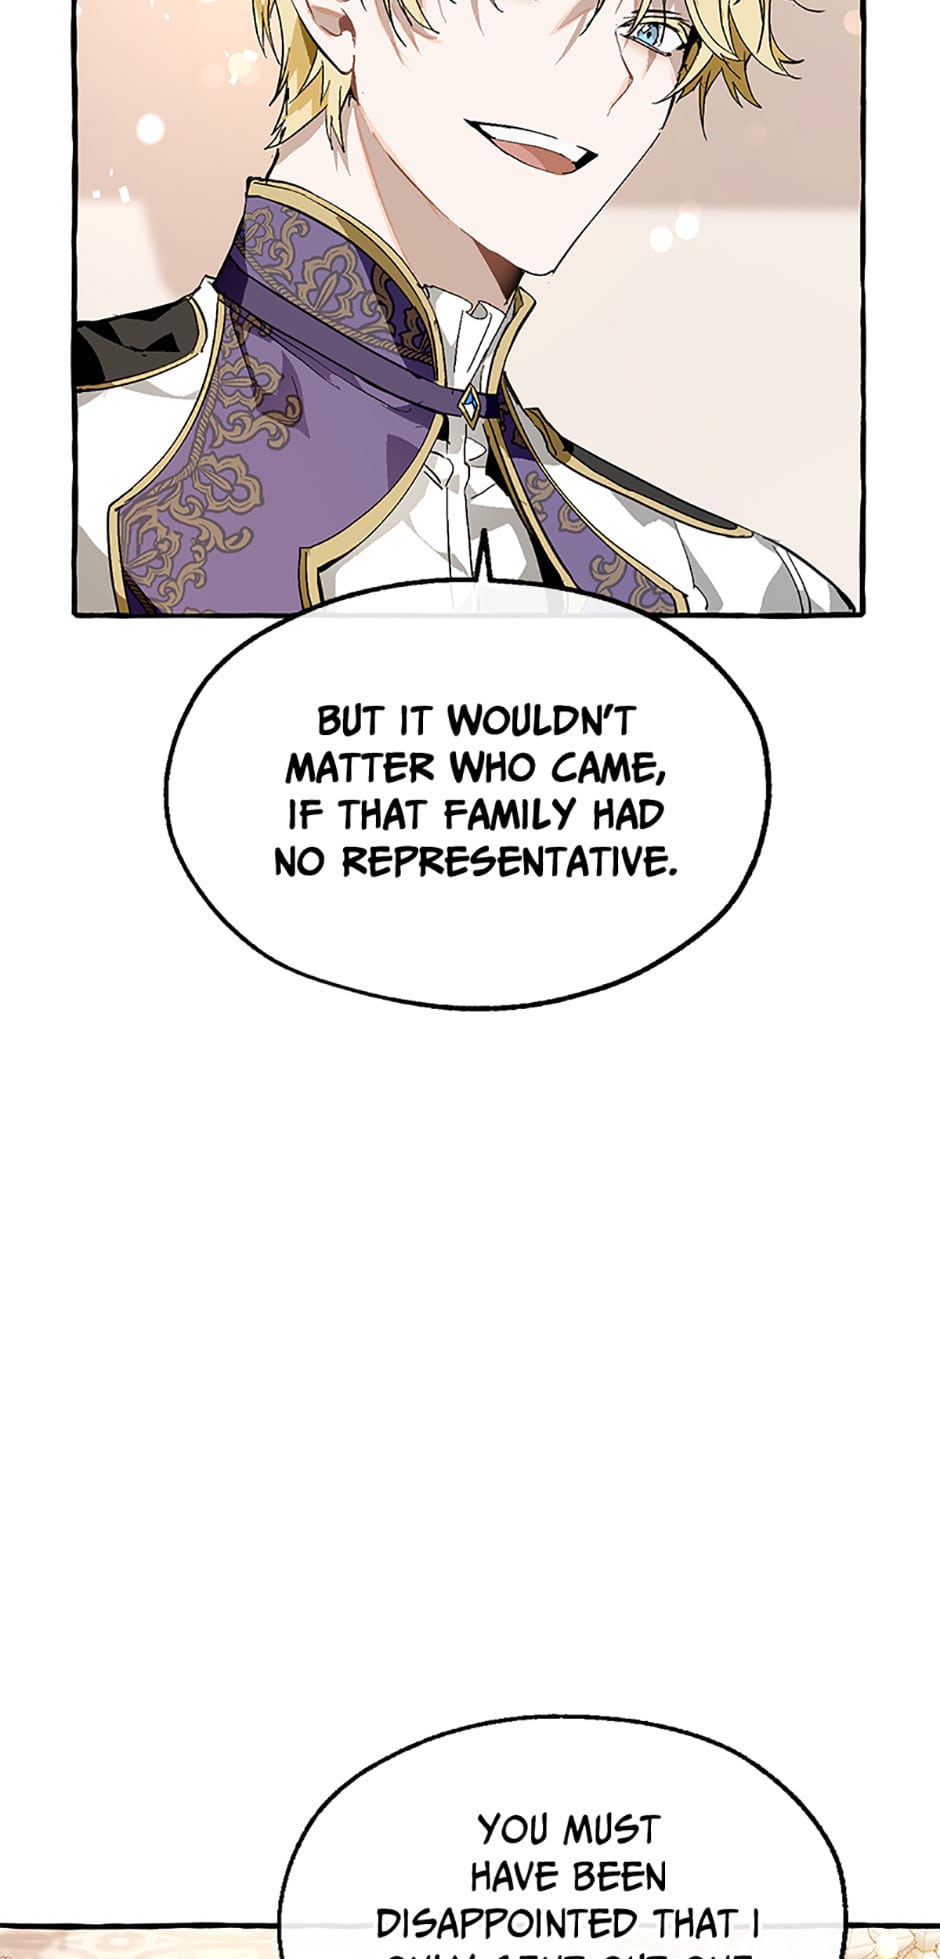 BUT IT WOULDN'T
MATTER WHO CAME,
IF THAT FAMILY HAD
NO REPRESENTATIVE.
YOU MUST
HAVE BEEN
DISAPPOINTED THAT I